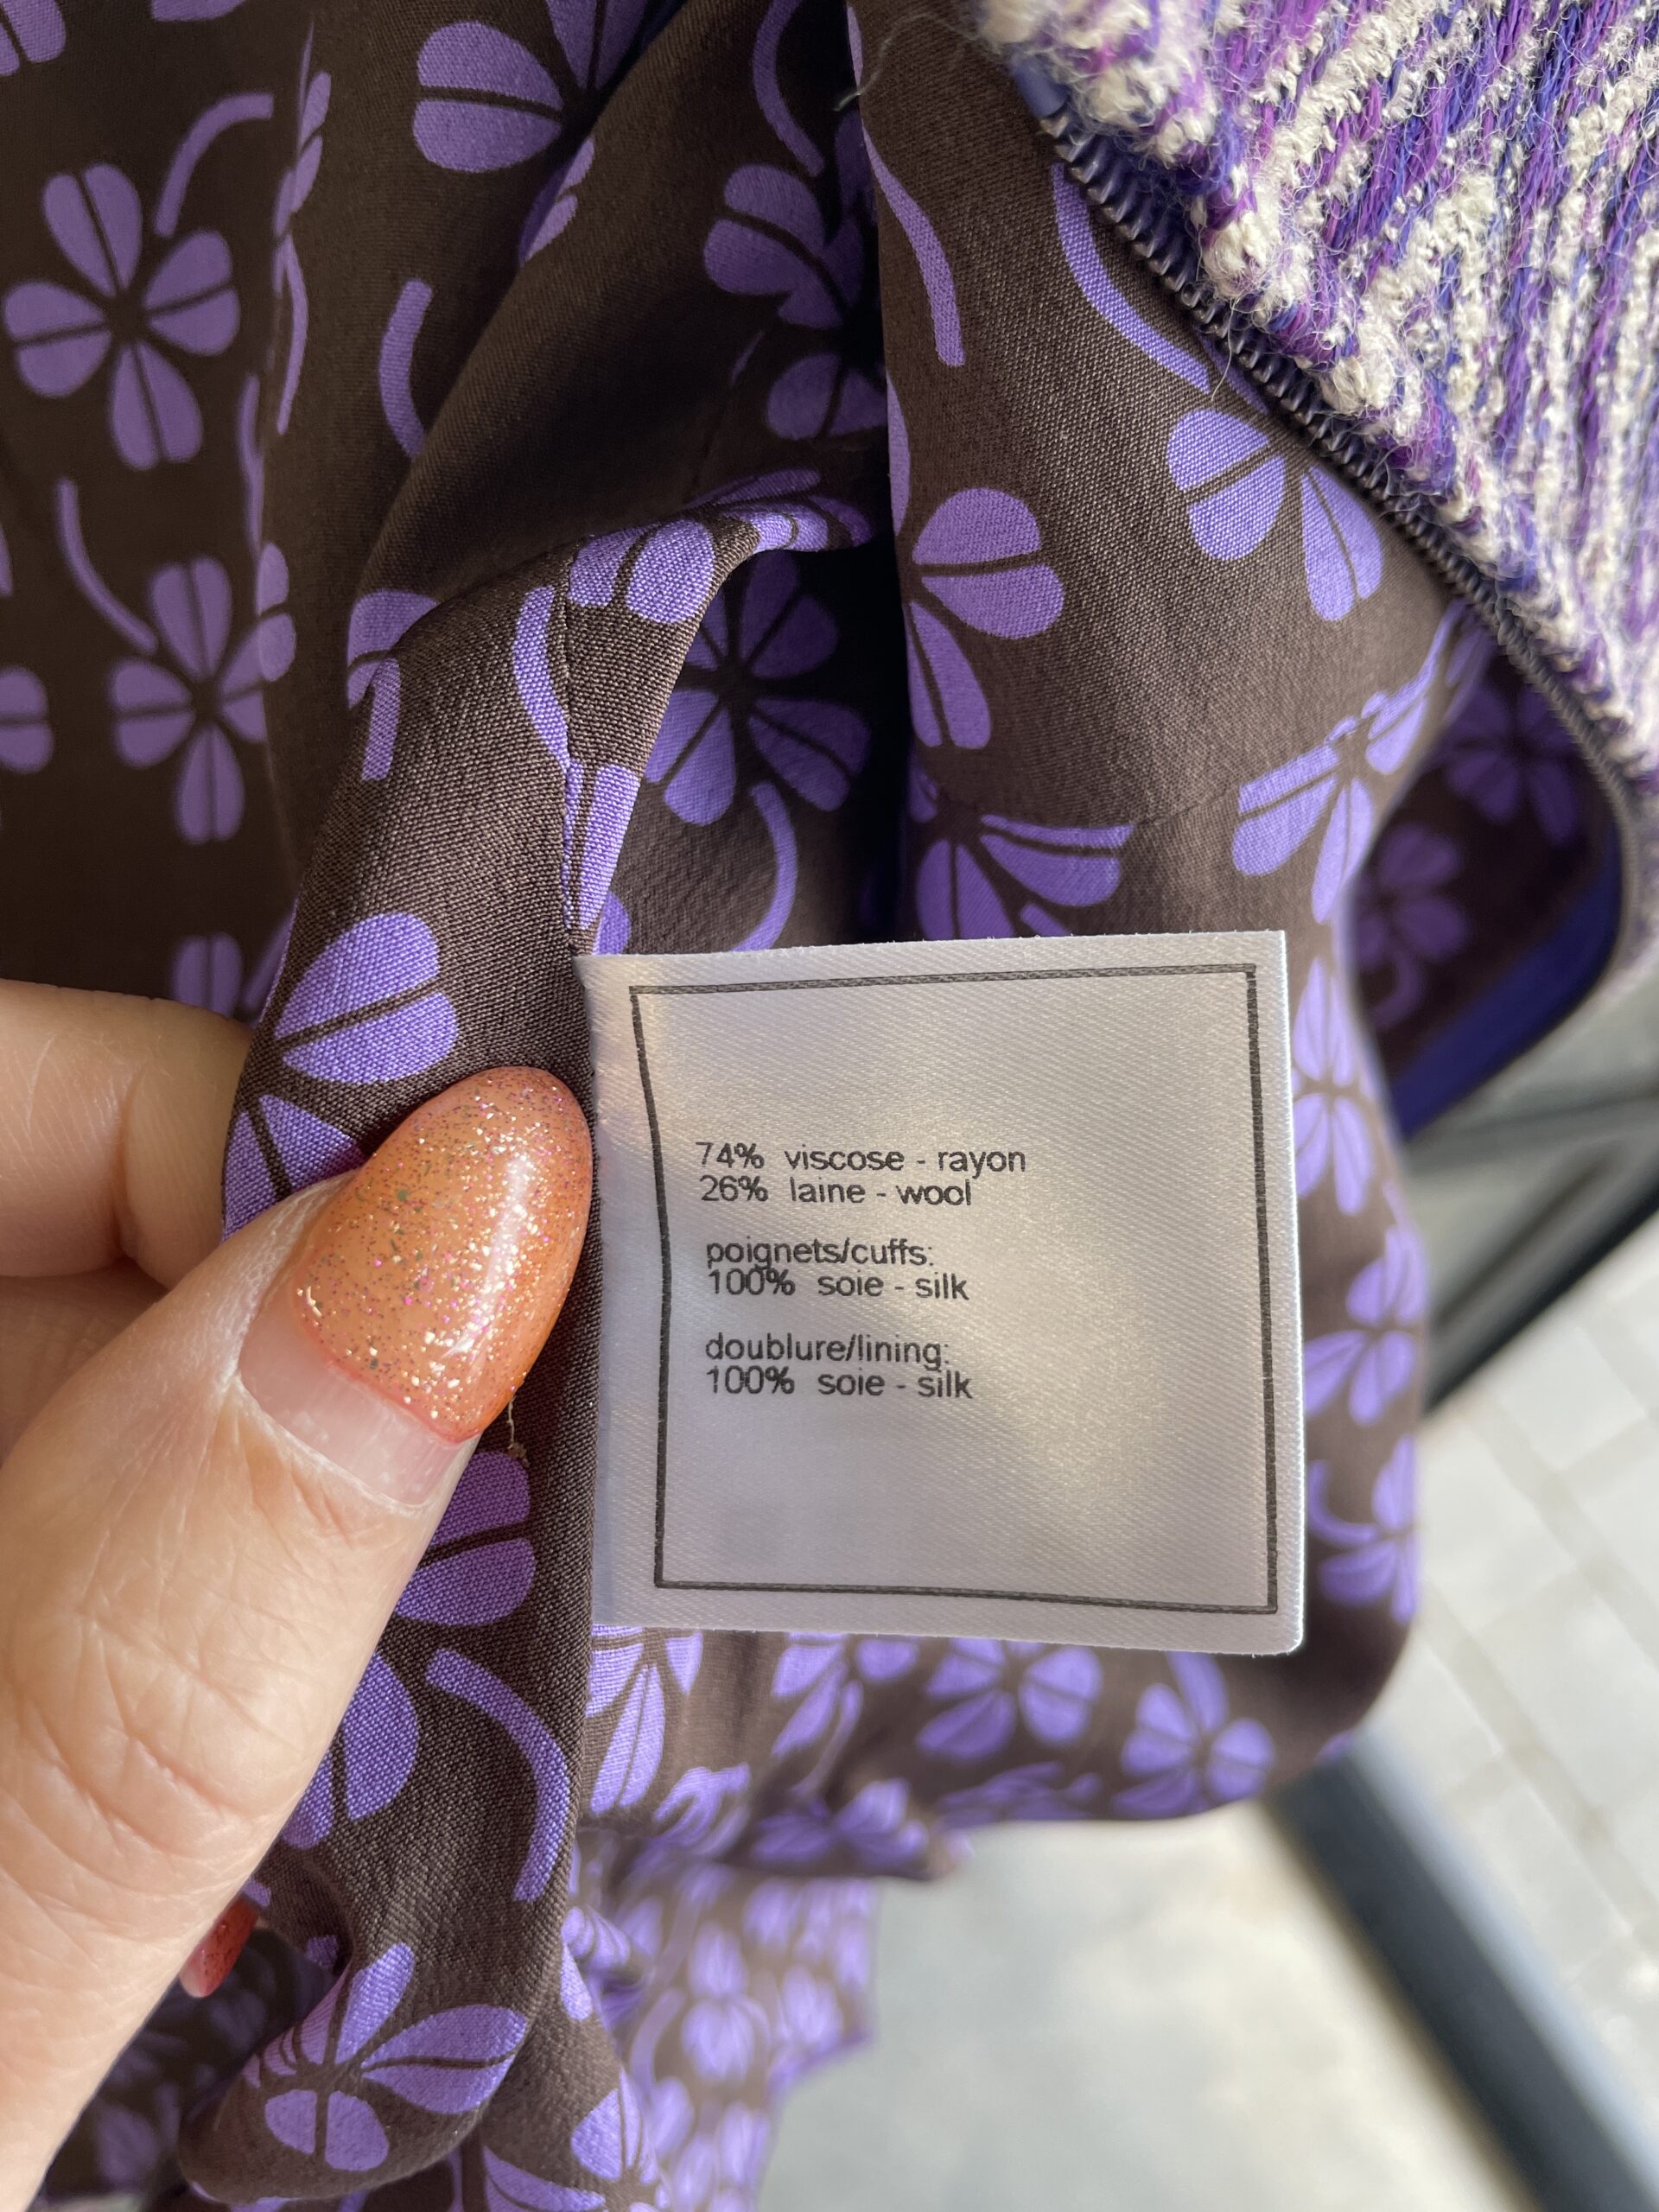 74% viscose - rayon
26% laine - wool
poignets/cuffs:
100% soie - silk
doublure/lining:
100% soie - silk